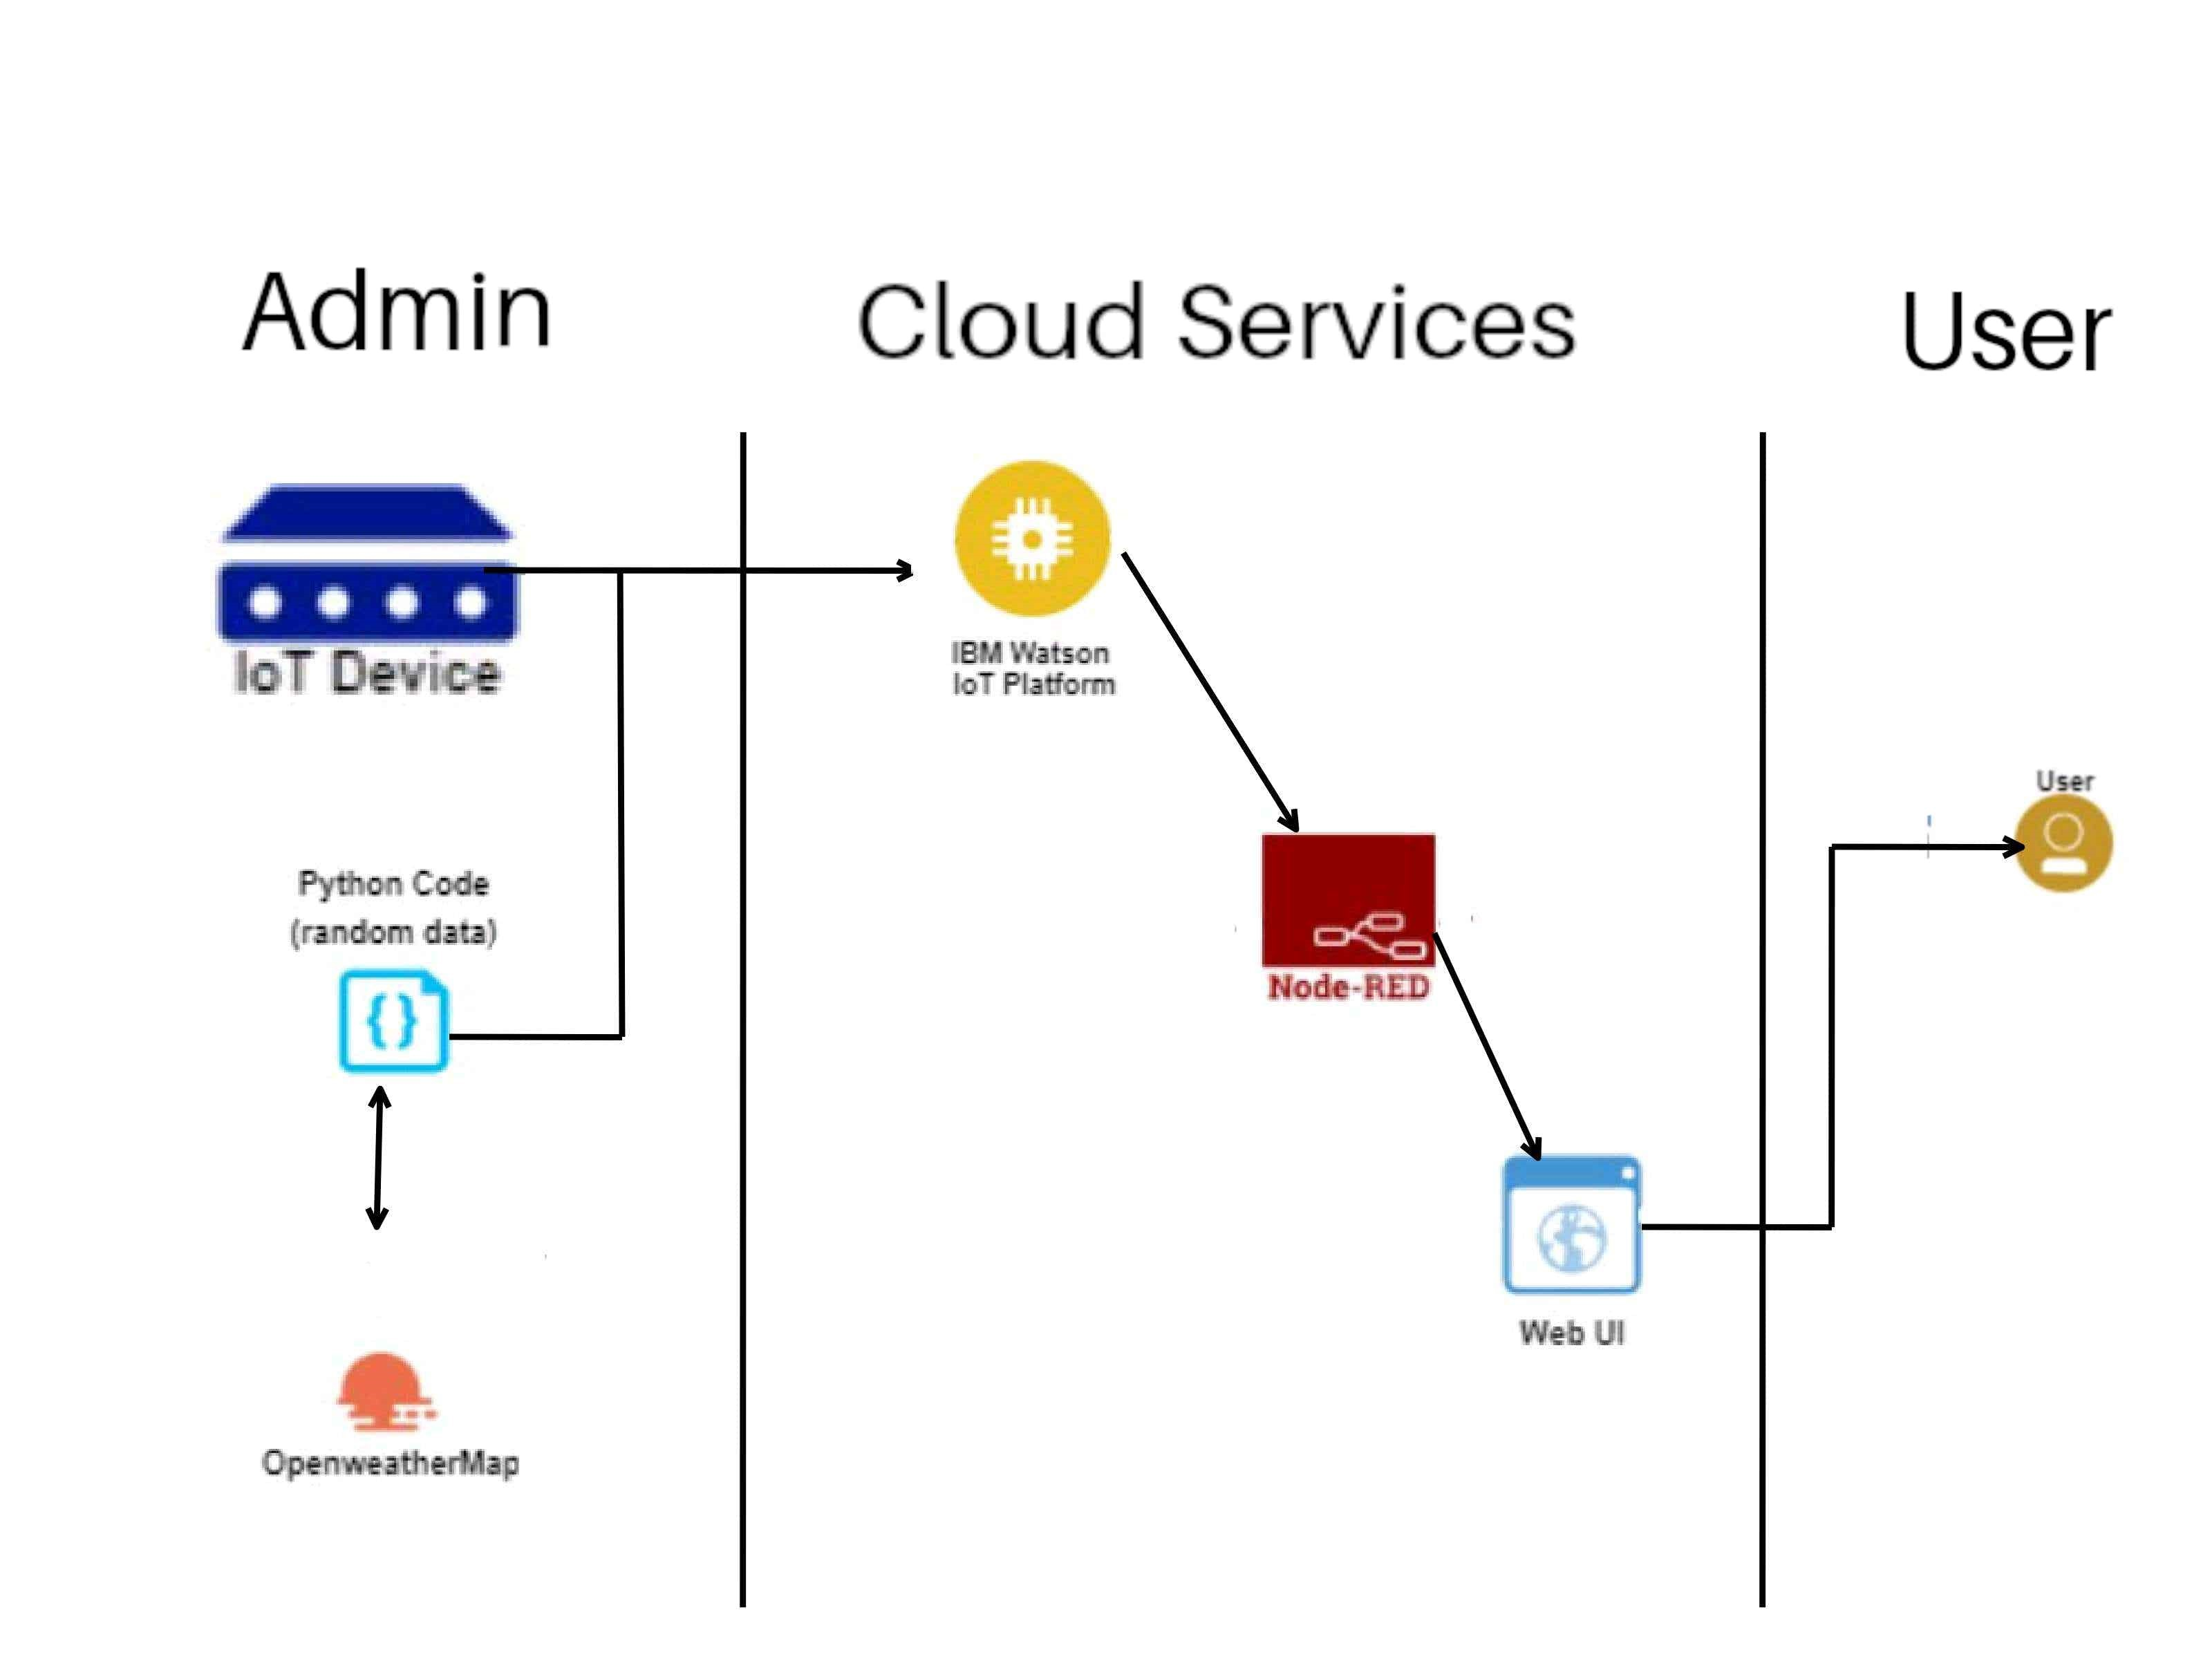 Admin
Cloud Services
User
IoT Device
IBM Watson
IoT Platform
User
Python Code
(random data)
{}
Node-RED
Web UI
OpenweatherMap